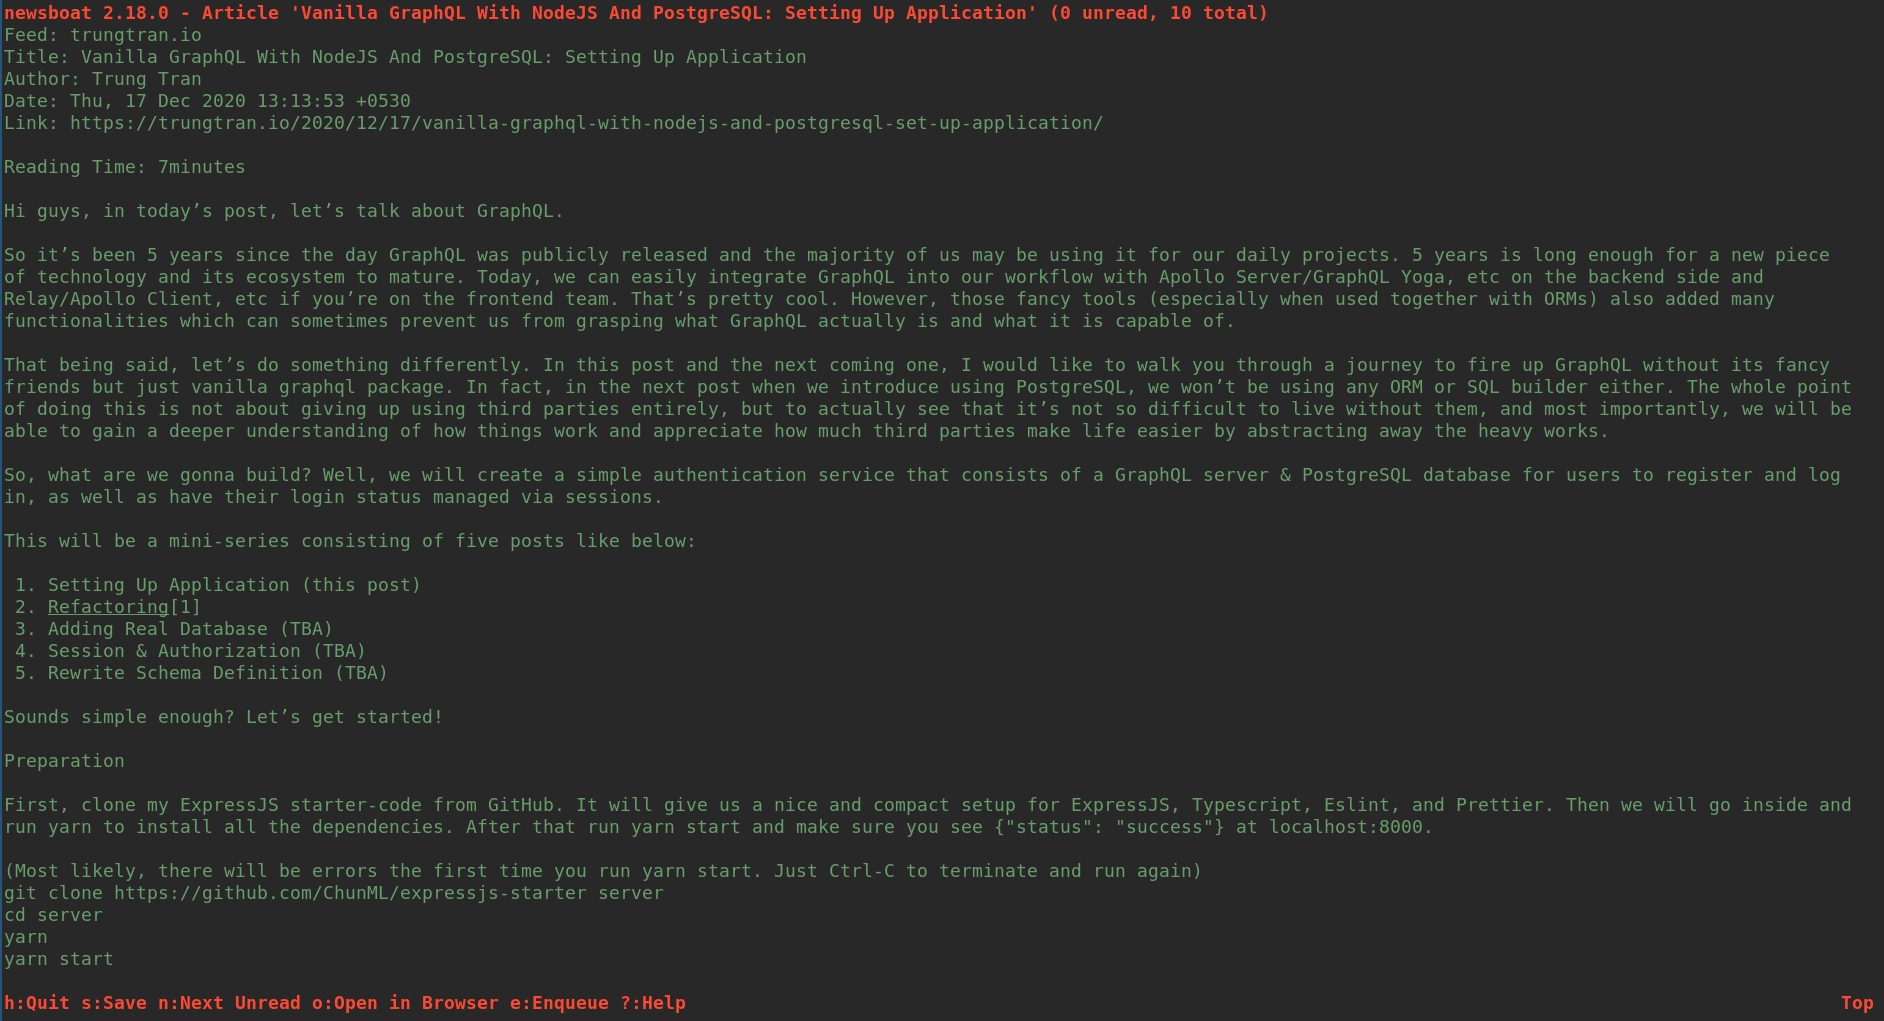 newsboat 2.18.0 - Article 'Vanilla GraphQL With NodeJS And PostgreSQL: Setting Up Application' (0 unread, 10 total)
Feed: trungtran.io
Title: Vanilla GraphQL With NodeJS And PostgreSQL: Setting Up Application
Author: Trung Tran
Date: Thu, 17 Dec 2020 13:13:53 +0530
Link: https://trungtran.io/2020/12/17/vanilla-graphql-with-nodejs-and-postgresql-set-up-application/
Reading Time: 7minutes
Hi guys, in today’s post, let’s talk about GraphQL.
So it’s been 5 years since the day GraphQL was publicly released and the majority of us may be using it for our daily projects. 5 years is long enough for a new piece
of technology and its ecosystem to mature. Today, we can easily integrate GraphQL into our workflow with Apollo Server/GraphQL Yoga, etc on the backend side and
Relay/Apollo Client, etc if you’re on the frontend team. That’s pretty cool. However, those fancy tools (especially when used together with ORMs) also added many
functionalities which can sometimes prevent us from grasping what GraphQL actually is and what it is capable of.
That being said, let’s do something differently. In this post and the next coming one, I would like to walk you through a journey to fire up GraphQL without its fancy
friends but just vanilla graphql package. In fact, in the next post when we introduce using PostgreSQL, we won’t be using any ORM or SQL builder either. The whole point
of doing this is not about giving up using third parties entirely, but to actually see that it’s not so difficult to live without them, and most importantly, we will be
able to gain a deeper understanding of how things work and appreciate how much third parties make life easier by abstracting away the heavy works.
So, what are we gonna build? Well, we will create a simple authentication service that consists of a GraphQL server & PostgreSQL database for users to register and log
in, as well as have their login status managed via sessions.
This will be a mini-series consisting of five posts like below:
1. Setting Up Application (this post)
2. Refactoring[1]
3. Adding Real Database (TBA)
4. Session & Authorization (TBA)
5. Rewrite Schema Definition (TBA)
Sounds simple enough? Let’s get started!
Preparation
First, clone my ExpressJS starter-code from GitHub. It will give us a nice and compact setup for ExpressJS, Typescript, Eslint, and Prettier. Then we will go inside and
run yarn to install all the dependencies. After that run yarn start and make sure you see {"status": "success"} at localhost:8000.
(Most likely, there will be errors the first time you run yarn start. Just Ctrl-C to terminate and run again)
git clone https://github.com/ChunML/expressjs-starter server
cd server
yarn
yarn start
h:Quit s:Save n:Next Unread o:Open in Browser e:Enqueue ?:Help Top